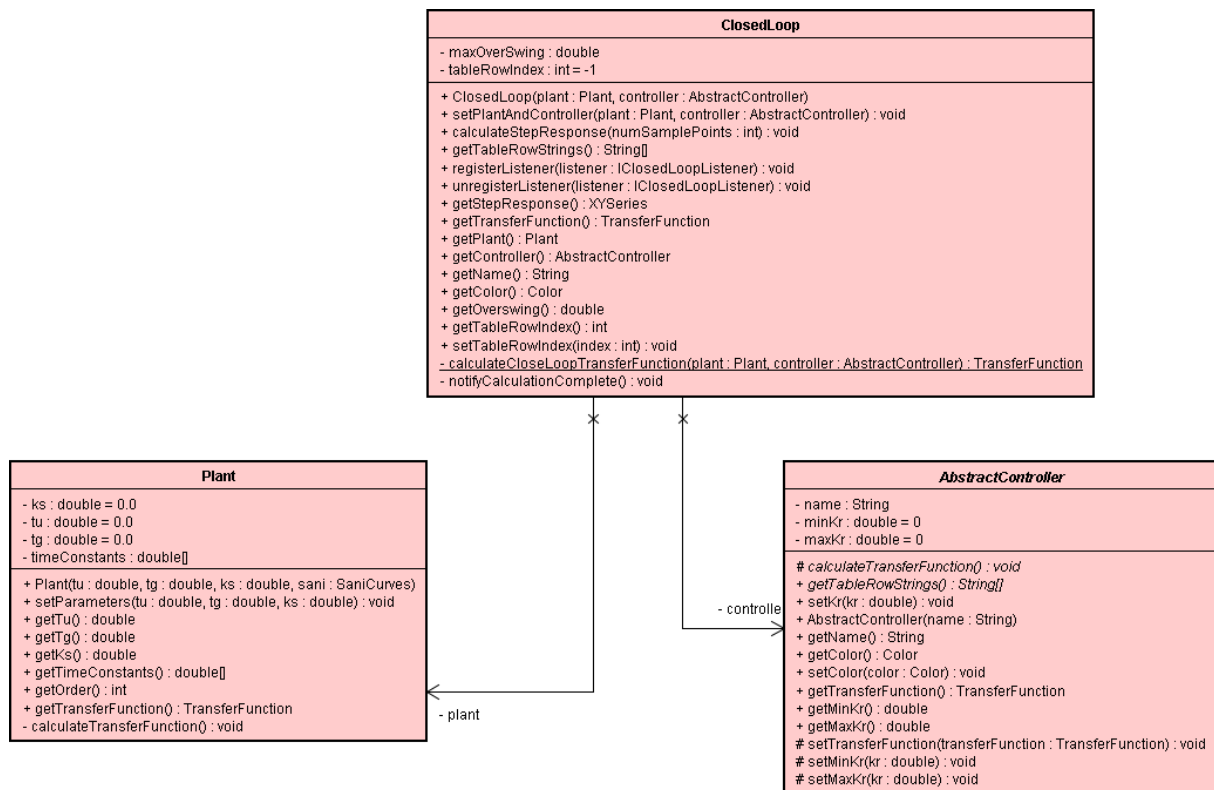 ClosedLoop
- maxOverSwing : double
- tableRowIndex : int = -1
+ ClosedLoop(plant : Plant, controller : AbstractController)
+ setPlantAndController(plant : Plant, controller : AbstractController) : void
+ calculateStepResponse(numSamplePoints : int) : void
+ getTableRowStrings() : String[]
+ registerListener(listener : IClosedLoopListener) : void
+ unregisterListener(listener : IClosedLoopListener) : void
+ getStepResponse() : XYSeries
+ getTransferFunction() : TransferFunction
+ getPlant() : Plant
+ getController() : AbstractController
+ getName() : String
+ getColor() : Color
+ getOverswing() : double
+ getTableRowIndex() : int
+ setTableRowIndex(index : int) : void
- calculateCloseLoopTransferFunction(plant : Plant, controller : AbstractController) : TransferFunction
- notifyCalculationComplete() : void
Plant
- ks : double = 0.0
- tu : double = 0.0
- tg : double = 0.0
- timeConstants : double[]
+ Plant(tu : double, tg : double, ks : double, sani : SaniCurves)
+ setParameters(tu : double, tg : double, ks : double) : void
+ getTu() : double
+ getTg() : double
+ getKs() : double
+ getTimeConstants() : double[]
+ getOrder() : int
+ getTransferFunction() : TransferFunction
- calculateTransferFunction() : void
- plant
- controlle
AbstractController
- name : String
- minKr : double = 0
- maxKr : double = 0
# calculateTransferFunction() : void
+ getTableRowStrings() : String[]
+ setKr(kr : double) : void
+ AbstractController(name : String)
+ getName() : String
+ getColor() : Color
+ setColor(color : Color) : void
+ getTransferFunction() : TransferFunction
+ getMinKr() : double
+ getMaxKr() : double
# setTransferFunction(transferFunction : TransferFunction) : void
# setMinKr(kr : double) : void
# setMaxKr(kr : double) : void